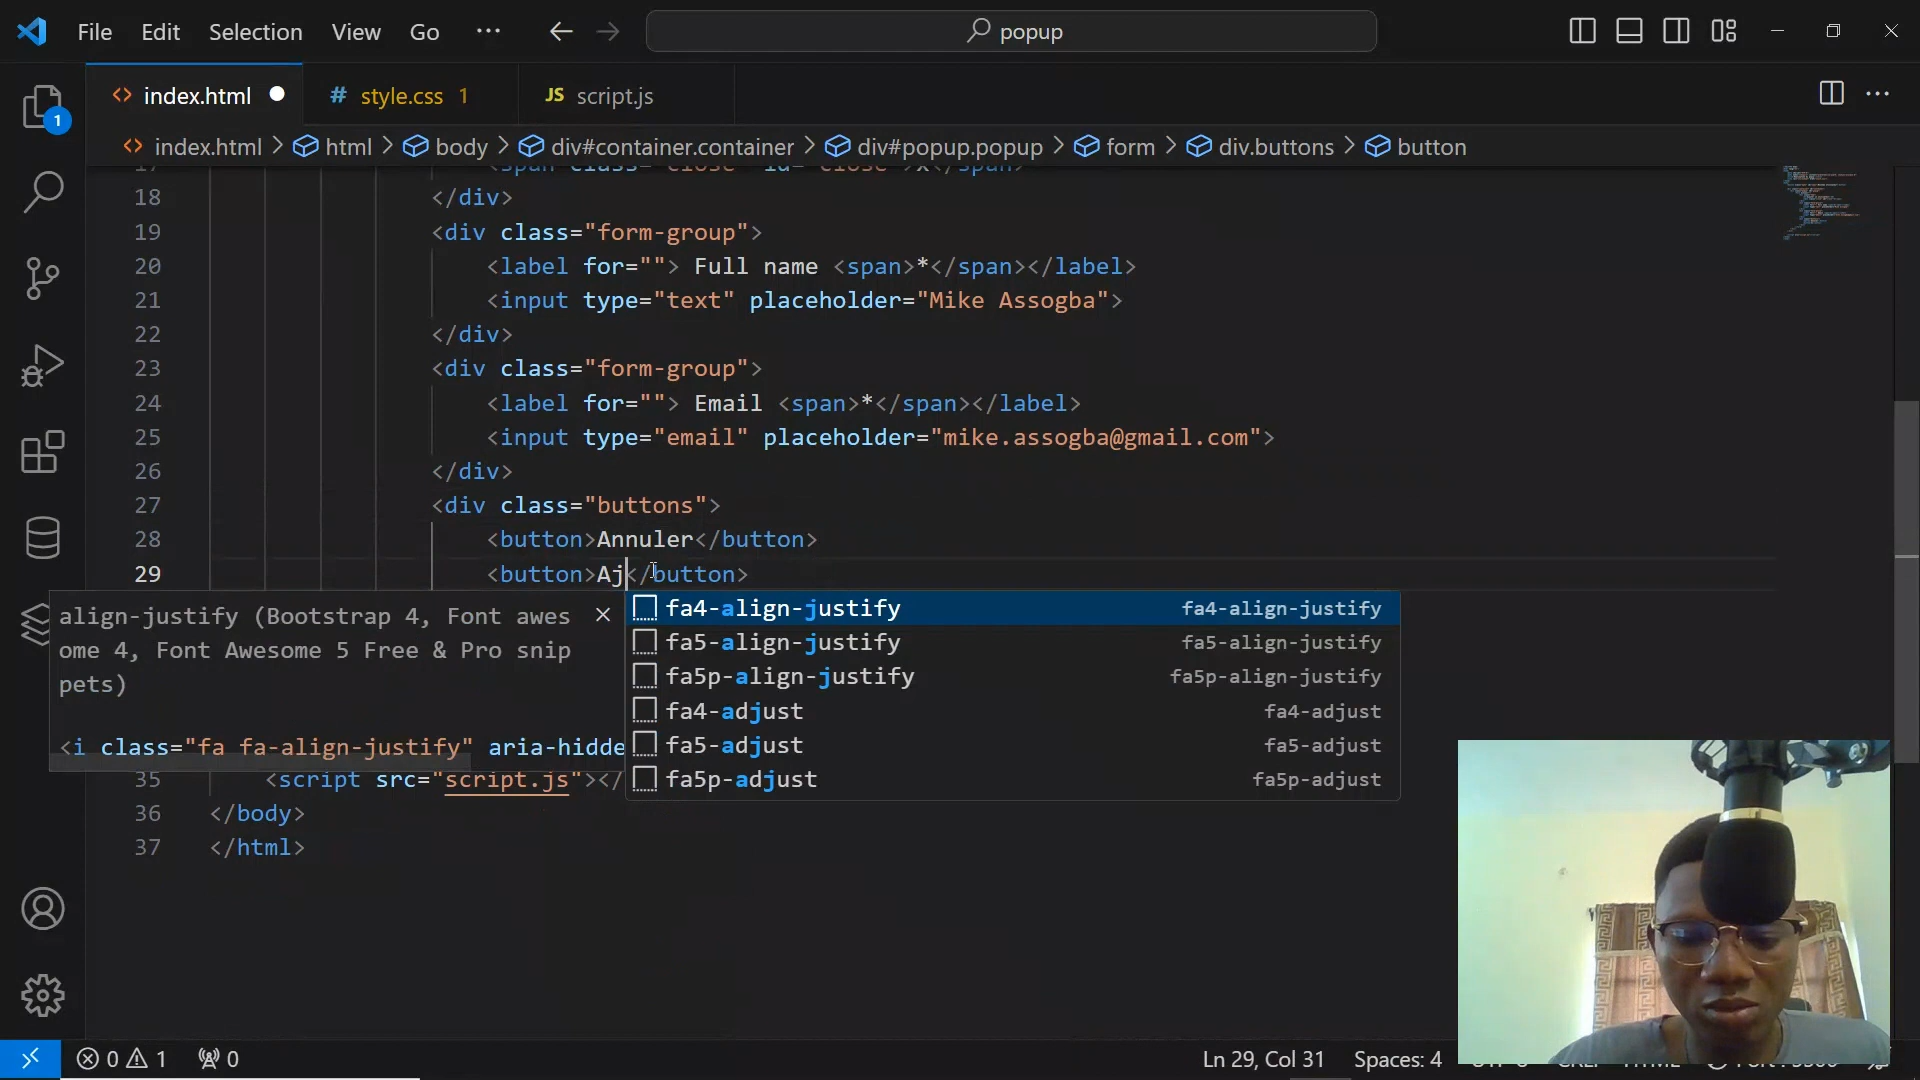 File Edit Selection View Go ··· popup
index.html # style.css 1 JS script.js
index.html > html > body > div#container.container > div#popup.popup > form > div.buttons > button
17 <span class="close" id="close">X</span>
18 </div>
19 <div class="form-group">
20 <label for=""> Full name <span>*</span></label>
21 <input type="text" placeholder="Mike Assogba">
22 </div>
23 <div class="form-group">
24 <label for=""> Email <span>*</span></label>
25 <input type="email" placeholder="mike.assogba@gmail.com">
26 </div>
27 <div class="buttons">
28 <button>Annuler</button>
29 <button>Aj</button>
align-justify (Bootstrap 4, Font awes
ome 4, Font Awesome 5 Free & Pro snip
pets)
<i class="fa fa-align-justify" aria-hidde
fa4-align-justify fa4-align-justify
fa5-align-justify fa5-align-justify
fa5p-align-justify fa5p-align-justify
fa4-adjust fa4-adjust
fa5-adjust fa5-adjust
fa5p-adjust fa5p-adjust
35 <script src="script.js"></
36 </body>
37 </html>
1
0 1 0 Ln 29, Col 31 Spaces: 4